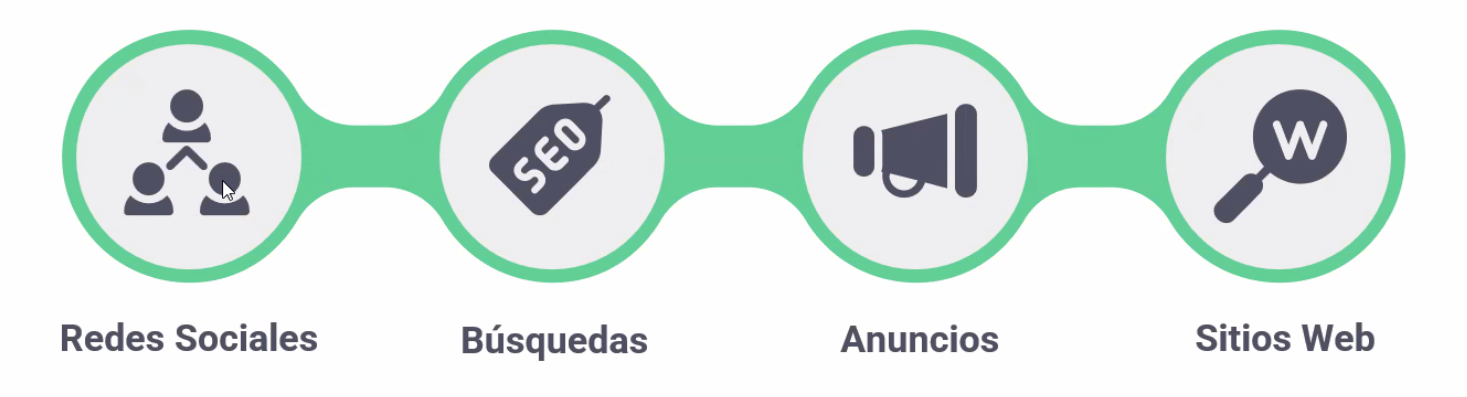 SEO
W
Redes Sociales
Búsquedas
Anuncios
Sitios Web